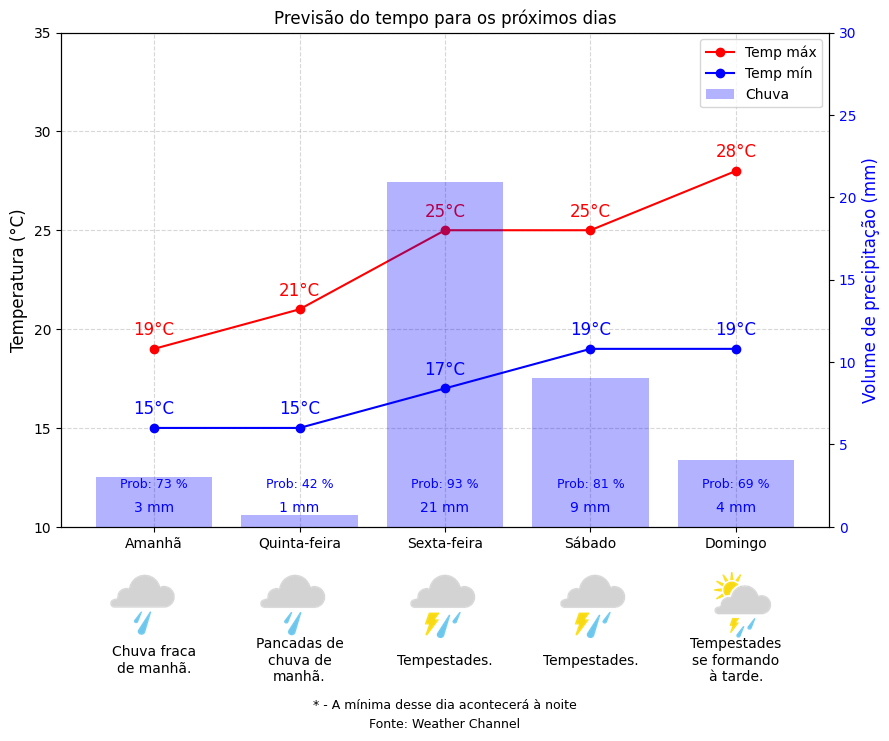 Previsão do tempo para os próximos dias
Temp máx
Temp mín
Chuva
Temperatura (°C)
Volume de precipitação (mm)
35
30
25
20
15
10
30
25
20
15
10
5
0
19°C
21°C
25°C
25°C
28°C
15°C
15°C
17°C
19°C
19°C
Prob: 73 %
Prob: 42 %
Prob: 93 %
Prob: 81 %
Prob: 69 %
3 mm
1 mm
21 mm
9 mm
4 mm
Amanhã
Quinta-feira
Sexta-feira
Sábado
Domingo
Chuva fraca
de manhã.
Pancadas de
chuva de
manhã.
Tempestades.
Tempestades.
Tempestades
se formando
à tarde.
* - A mínima desse dia acontecerá à noite
Fonte: Weather Channel